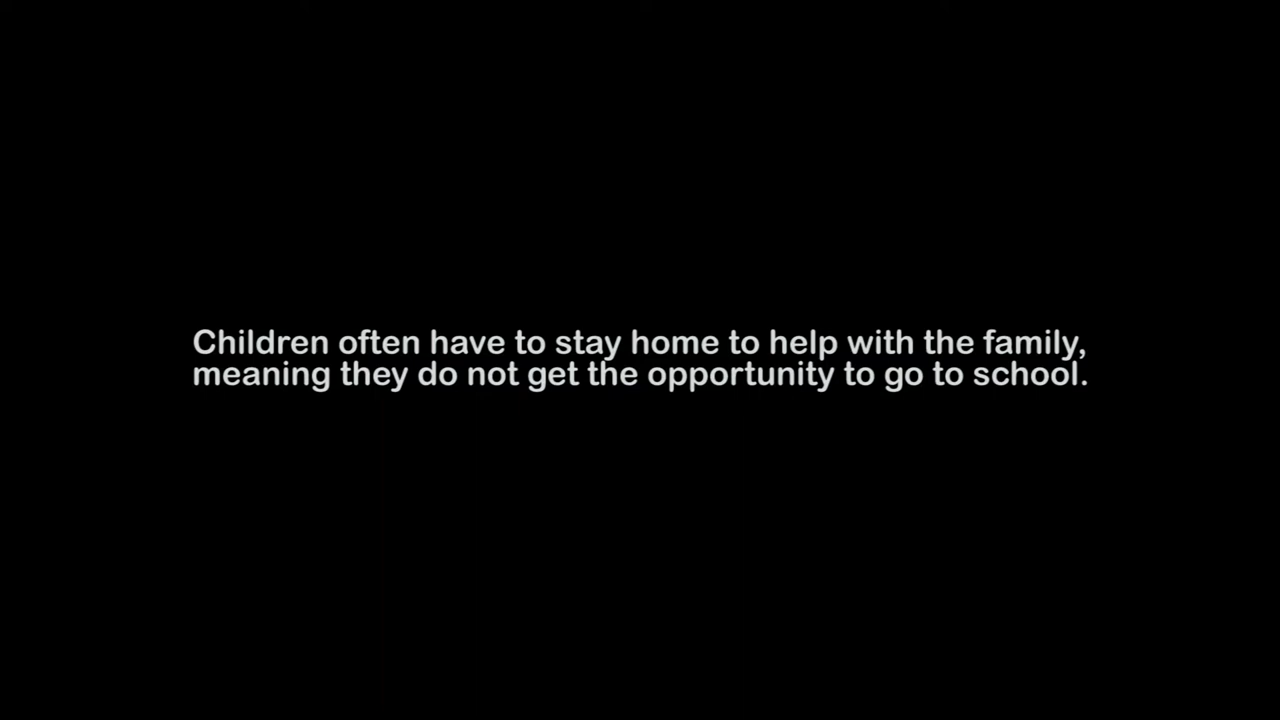 Children often have to stay home to help with the family,
meaning they do not get the opportunity to go to school.